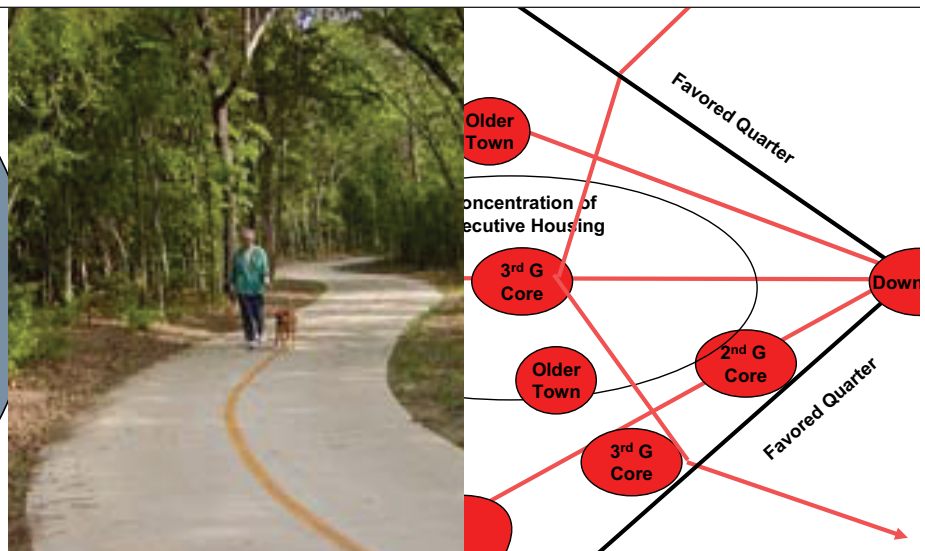 Favored Quarter
Older
Town
oncentration of
ecutive Housing
3rd G
Core
Down
2nd G
Core
Older
Town
Favored Quarter
3rd G
Core